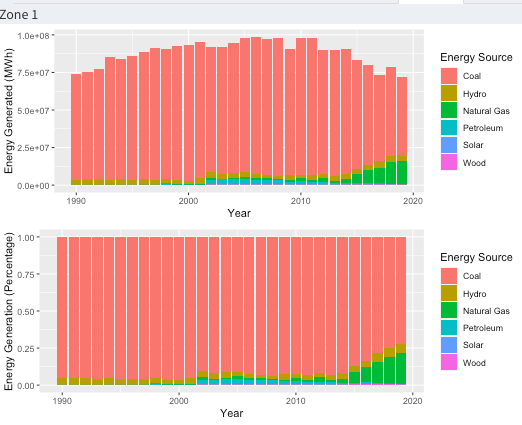 Zone 1
Energy Generated (MWh)
1.0e+08
7.5e+07
5.0e+07
2.5e+07
0.0e+00
1990
2000
2010
2020
Year
Energy Source
Coal
Hydro
Natural Gas
Petroleum
Solar
Wood
Energy Generation (Percentage)
1.00
0.75
0.50
0.25
0.00
1990
2000
2010
2020
Year
Energy Source
Coal
Hydro
Natural Gas
Petroleum
Solar
Wood